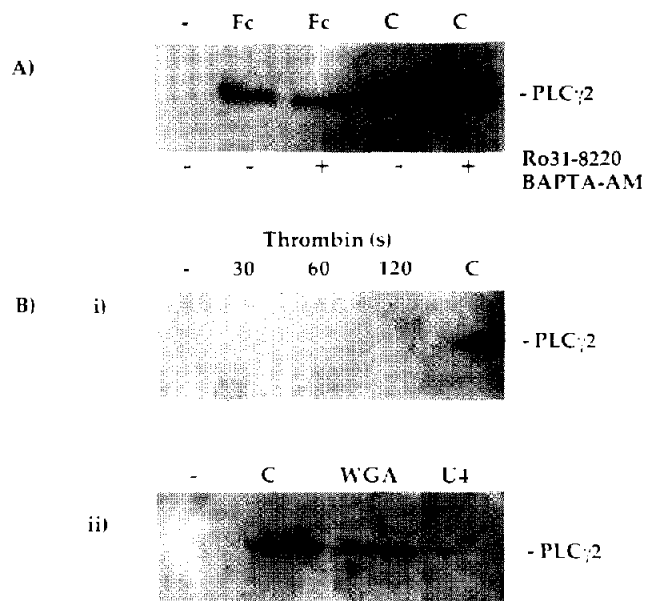 - Fc Fc C C
A)
- PLCγ2
- - + - + Ro31-8220
BAPTA-AM
Thrombin (s)
- 30 60 120 C
B) i)
- PLCγ2
- C WGA U4
ii)
- PLCγ2